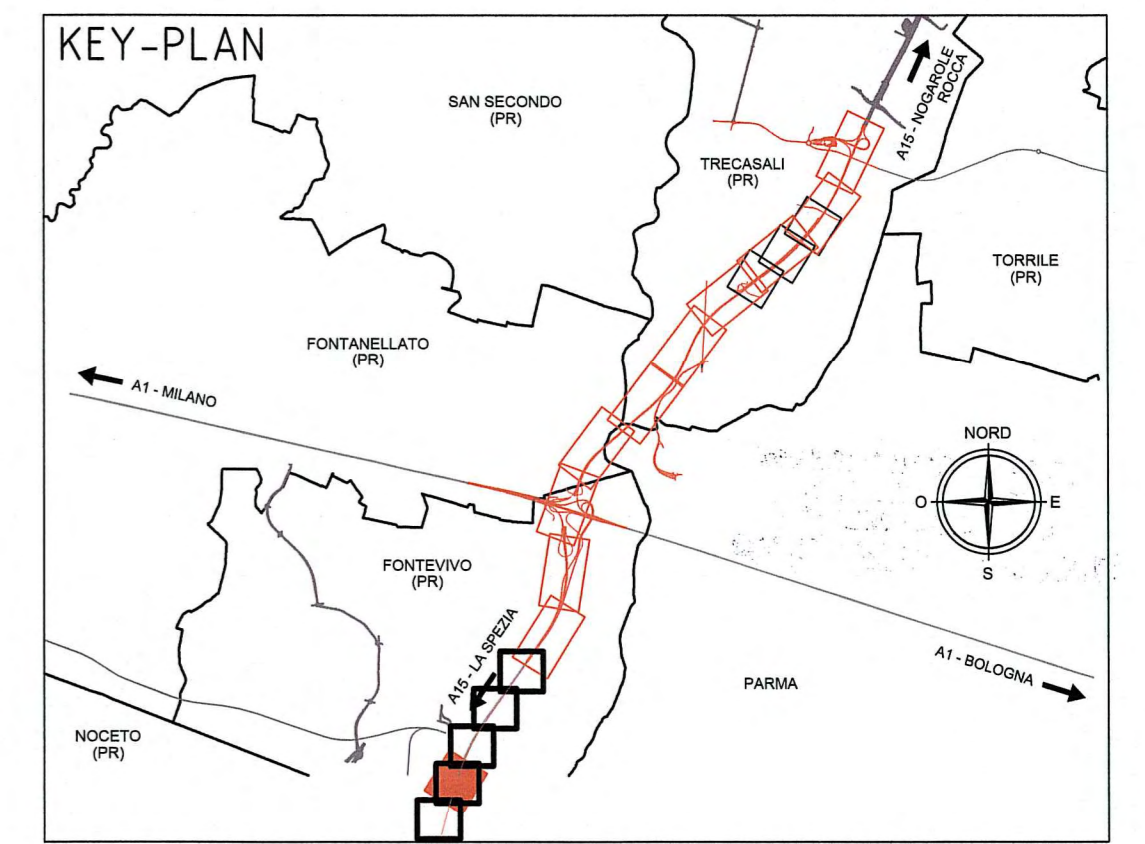 KEY-PLAN
SAN SECONDO
(PR)
A15 - NOGAROLE
ROCCA
TRECASALI
(PR)
TORRILE
(PR)
FONTANELLATO
(PR)
A1 - MILANO
NORD
O
E
S
FONTEVIVO
(PR)
A15 - LA SPEZIA
A1 - BOLOGNA
PARMA
NOCETO
(PR)